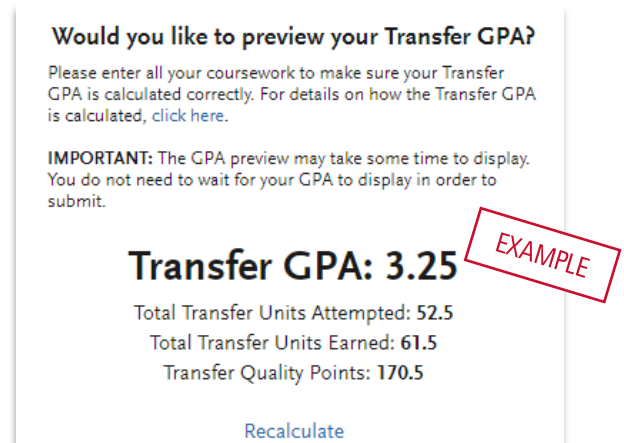 Would you like to preview your Transfer GPA?
Please enter all your coursework to make sure your Transfer
GPA is calculated correctly. For details on how the Transfer GPA
is calculated, click here.
IMPORTANT: The GPA preview may take some time to display.
You do not need to wait for your GPA to display in order to
submit.
EXAMPLE
Transfer GPA: 3.25
Total Transfer Units Attempted: 52.5
Total Transfer Units Earned: 61.5
Transfer Quality Points: 170.5
Recalculate